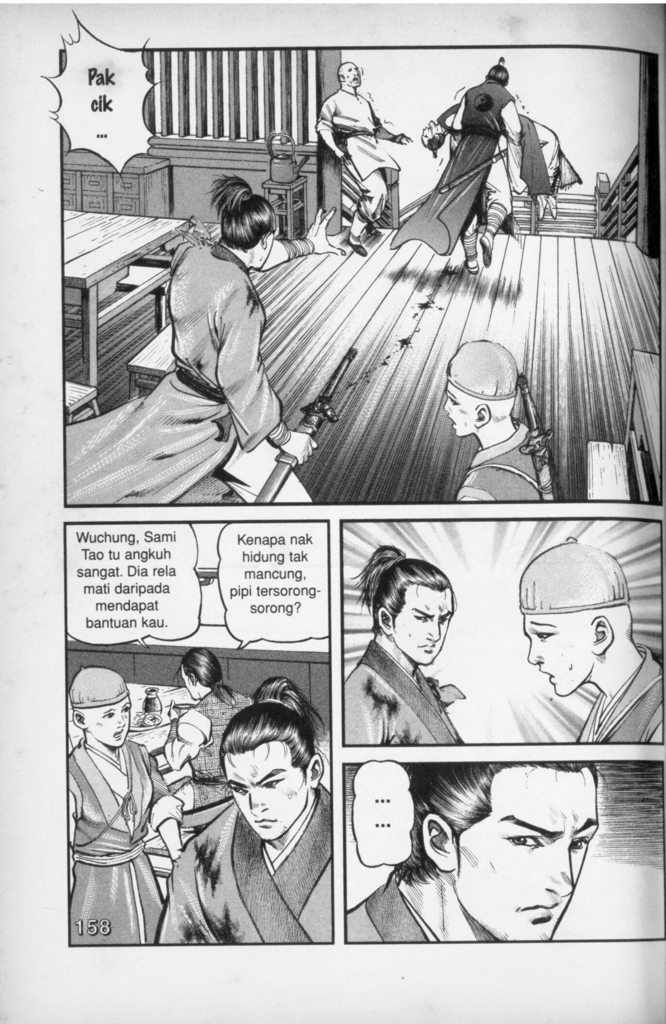 Pak
cik
...
Wuchung, Sami
Tao tu angkuh
sangat. Dia rela
mati daripada
mendapat
bantuan kau.
Kenapa nak
hidung tak
mancung,
pipi tersorong-
sorong?
...
...
158